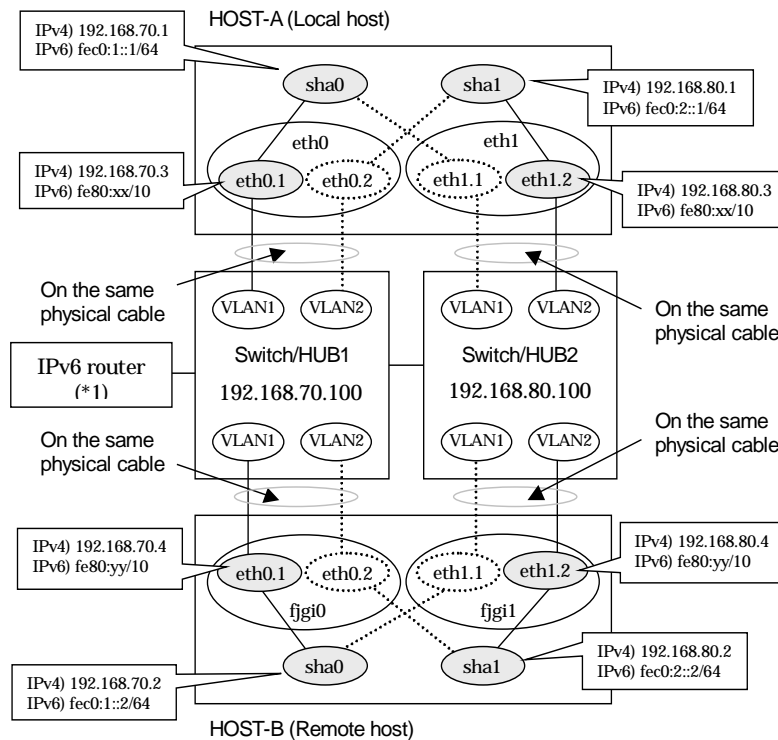 HOST-A (Local host)
IPv4) 192.168.70.1
IPv6) fec0:1::1/64
sha0
sha1
IPv4) 192.168.80.1
IPv6) fec0:2::1/64
eth0
eth1
IPv4) 192.168.70.3
IPv6) fe80:xx/10
eth0.1
eth0.2
eth1.1
eth1.2
IPv4) 192.168.80.3
IPv6) fe80:xx/10
On the same
physical cable
VLAN1
VLAN2
VLAN1
VLAN2
On the same
physical cable
IPv6 router
(*1)
Switch/HUB1
192.168.70.100
Switch/HUB2
192.168.80.100
On the same
physical cable
VLAN1
VLAN2
VLAN1
VLAN2
On the same
physical cable
IPv4) 192.168.70.4
IPv6) fe80:yy/10
eth0.1
eth0.2
eth1.1
eth1.2
IPv4) 192.168.80.4
IPv6) fe80:yy/10
fjgi0
fjgi1
IPv4) 192.168.70.2
IPv6) fec0:1::2/64
sha0
sha1
IPv4) 192.168.80.2
IPv6) fec0:2::2/64
HOST-B (Remote host)